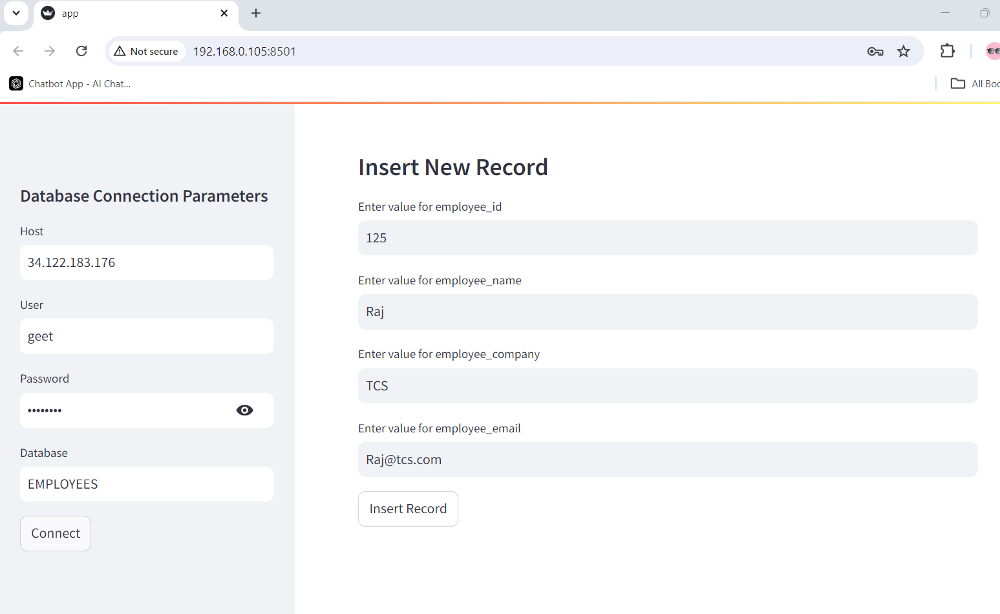 app
Not secure
192.168.0.105:8501
Chatbot App - AI Chat...
All Boo
Database Connection Parameters
Host
34.122.183.176
User
geet
Password
••••••••
Database
EMPLOYEES
Connect
Insert New Record
Enter value for employee_id
125
Enter value for employee_name
Raj
Enter value for employee_company
TCS
Enter value for employee_email
Raj@tcs.com
Insert Record